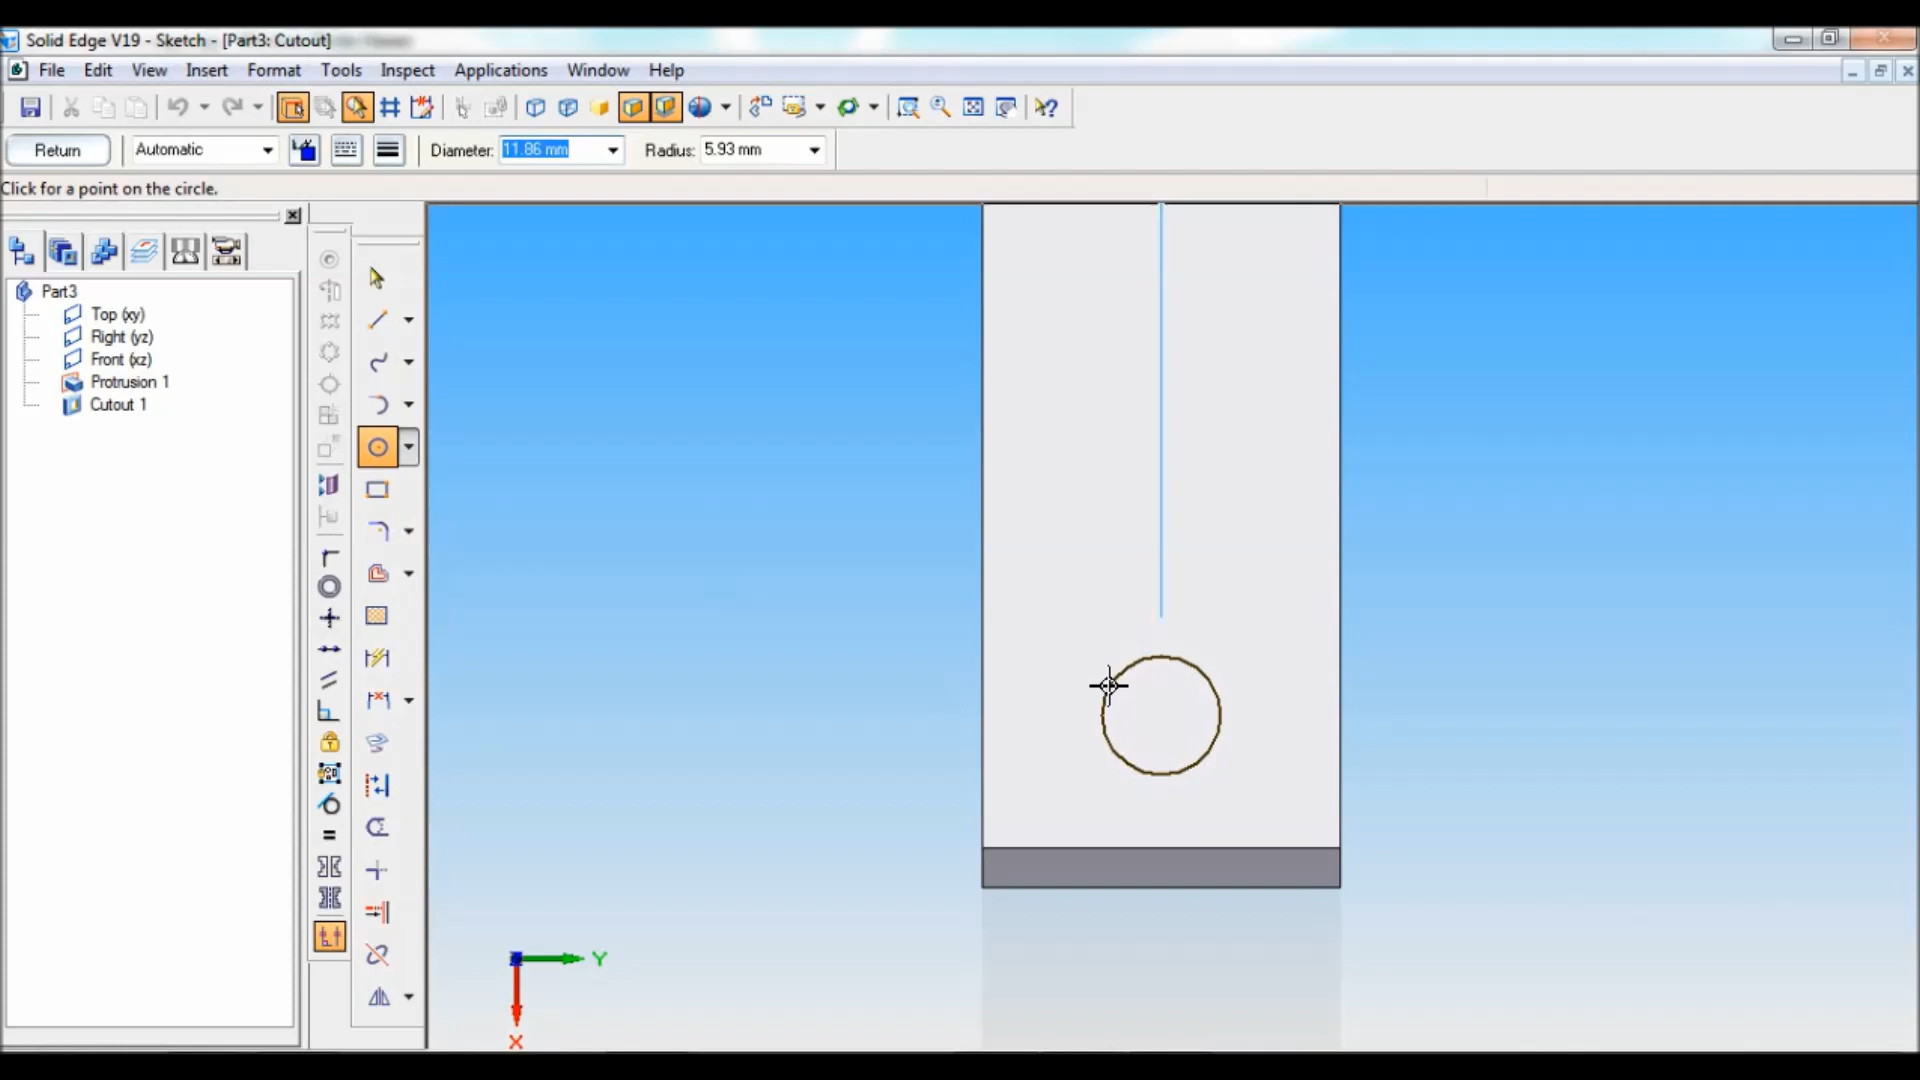 Solid Edge V19 - Sketch - [Part3: Cutout]
File Edit View Insert Format Tools Inspect Applications Window Help
Return Automatic Diameter: 11.86 mm Radius: 5.93 mm
Click for a point on the circle.
Part3
Top (xy)
Right (yz)
Front (xz)
Protrusion 1
Cutout 1
Y
X